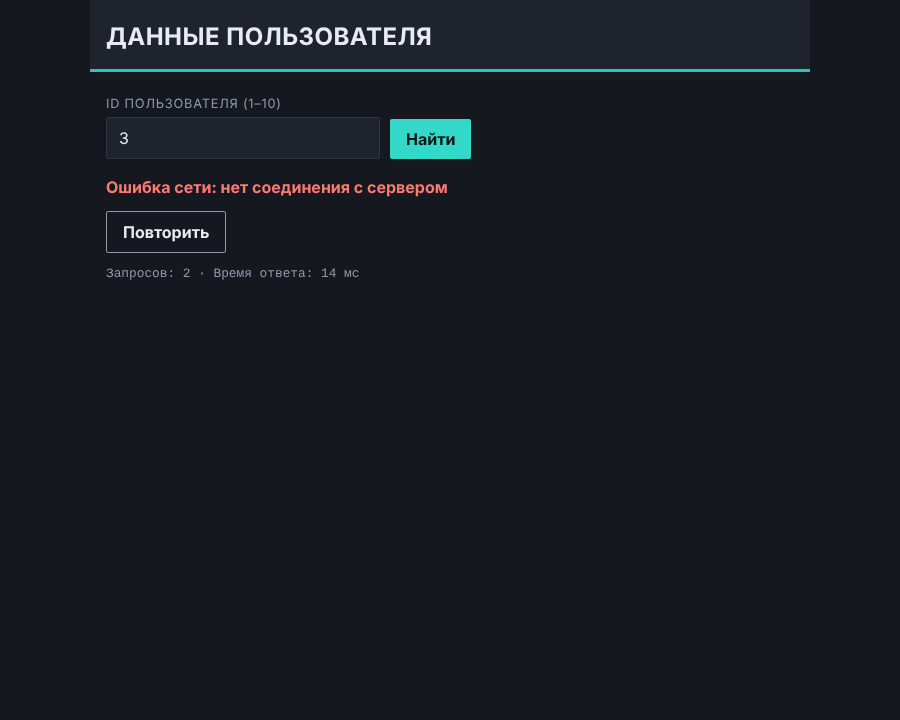 ДАННЫЕ ПОЛЬЗОВАТЕЛЯ
ID ПОЛЬЗОВАТЕЛЯ (1–10)
3
Найти
Ошибка сети: нет соединения с сервером
Повторить
Запросов: 2 · Время ответа: 14 мс